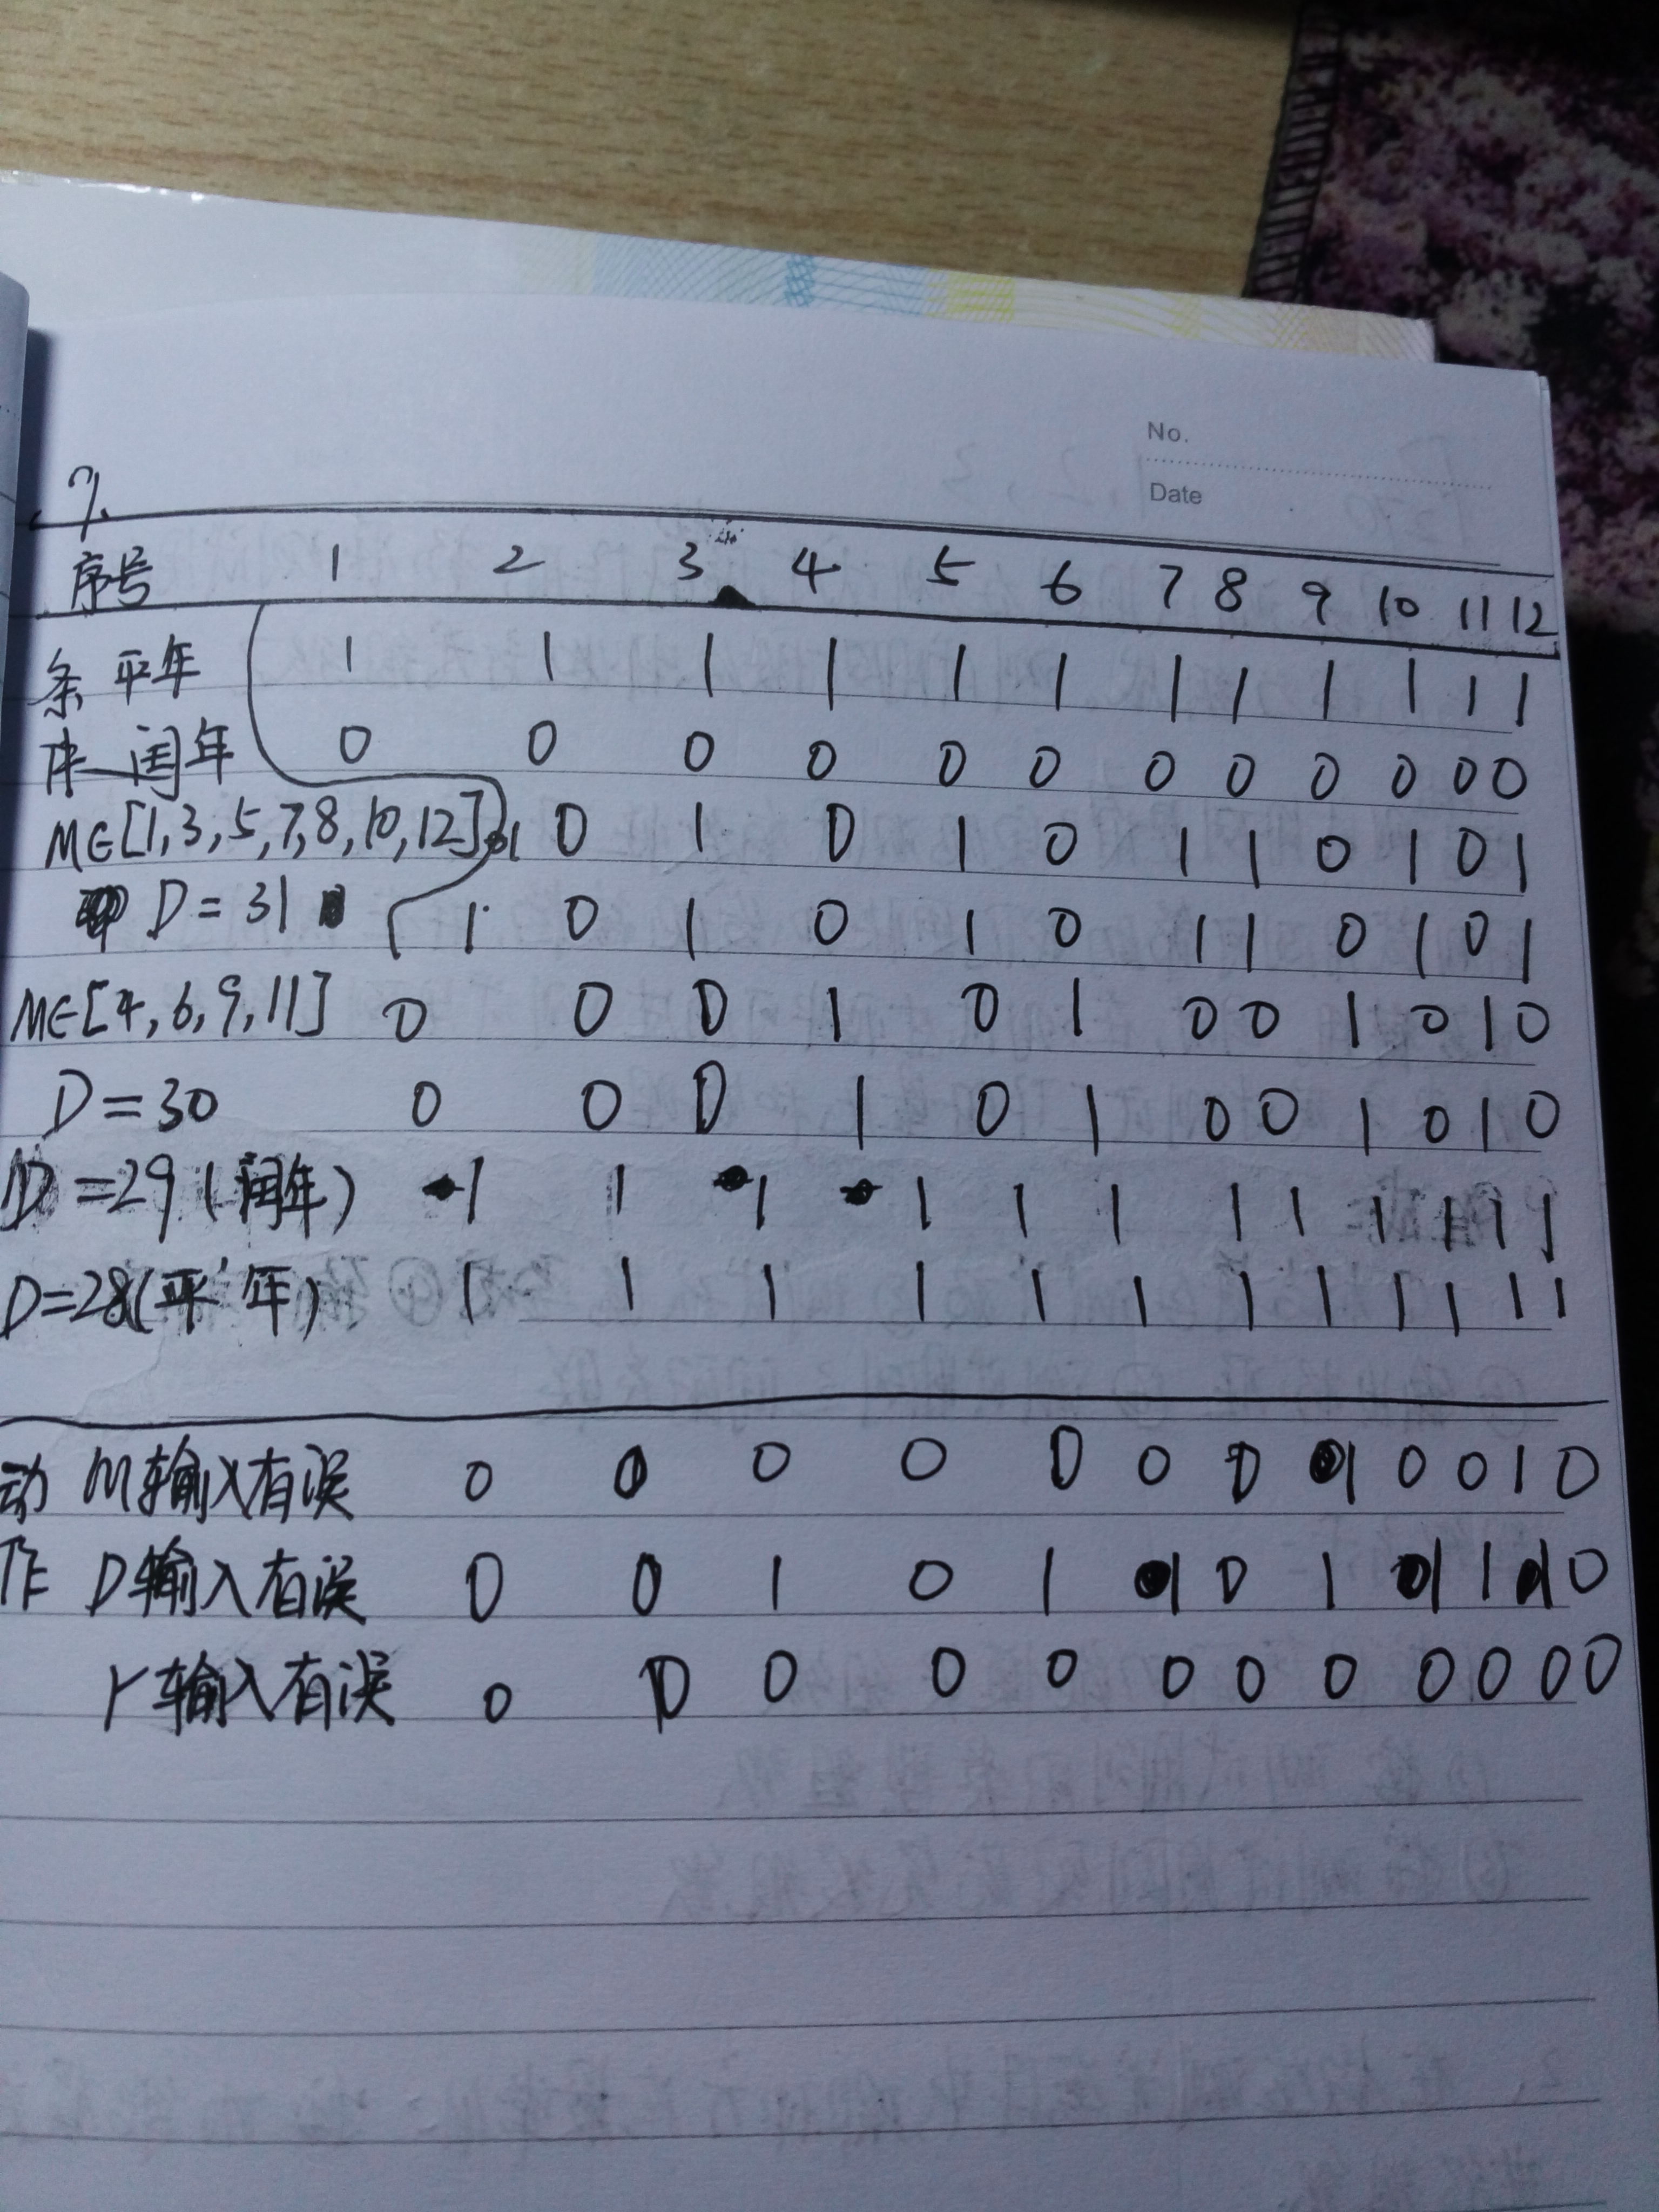 No.
Date
7.
序号 1 2 3 4 5 6 7 8 9 10 11 12
条 平年 1 1 1 1 1 1 1 1 1 1 1 1
件 闰年 0 0 0 0 0 0 0 0 0 0 0 0
M∈[1,3,5,7,8,10,12] 1 0 1 0 1 0 1 1 0 1 0 1
D=31 1 0 1 0 1 0 1 1 0 1 0 1
M∈[4,6,9,11] 0 0 0 1 0 1 0 0 1 0 1 0
D=30 0 0 0 1 0 1 0 0 1 0 1 0
D=29(闰年) 1 1 1 1 1 1 1 1 1 1 1 1
D=28(平年) 1 1 1 1 1 1 1 1 1 1 1
动 M输入有误 0 0 0 0 0 0 0 1 0 0 1 0
作 D输入有误 0 0 1 0 1 1 0 1 1 1 1 0
Y输入有误 0 0 0 0 0 0 0 0 0 0 0 0